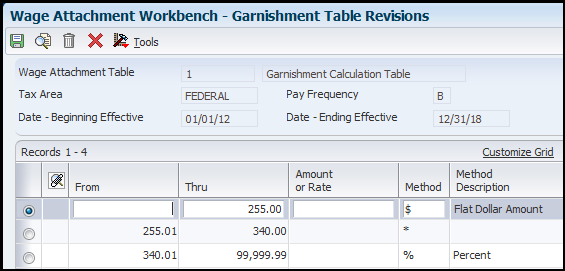 Wage Attachment Workbench - Garnishment Table Revisions
Tools
Wage Attachment Table 1 Garnishment Calculation Table
Tax Area FEDERAL Pay Frequency B
Date - Beginning Effective 01/01/12 Date - Ending Effective 12/31/18
Records 1 - 4 Customize Grid
From Thru Amount or Rate Method Method Description
255.00 $ Flat Dollar Amount
255.01 340.00 *
340.01 99,999.99 % Percent